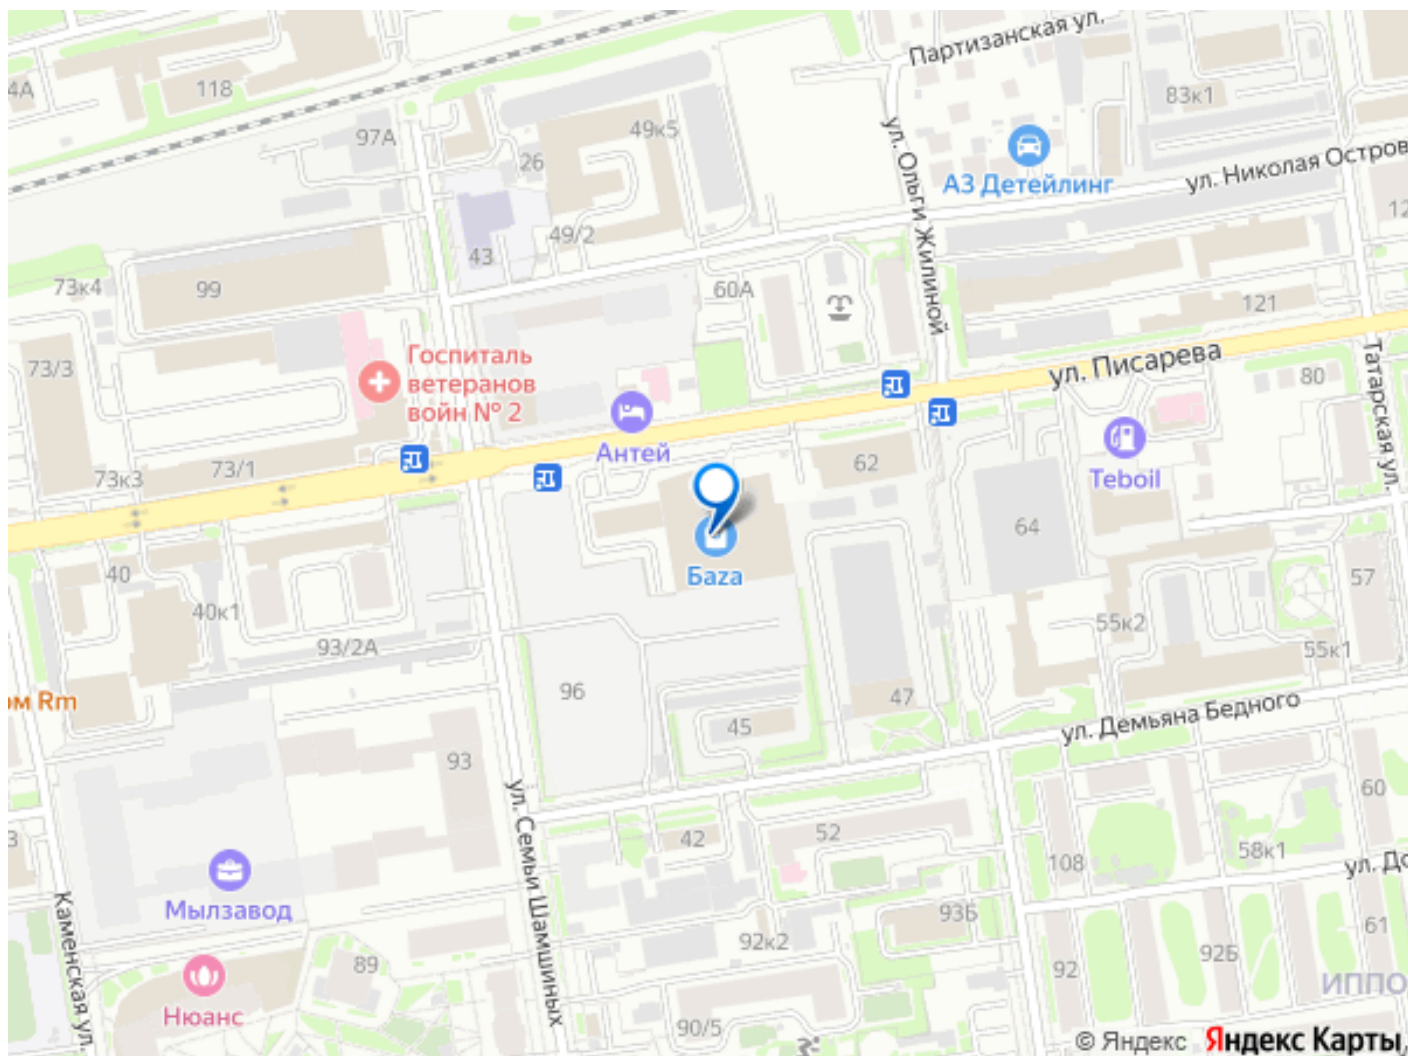 Партизанская ул.
4А
118
83к1
49к5
97А
26
ул. Ольги Жилиной
АЗ Детейлинг
ул. Николая Остров
12
49/2
43
73к4
99
60А
121
ул. Писарева
Татарская ул.
73/3
Госпиталь
ветеранов
войн № 2
80
Антей
62
Teboil
73к3
73/1
64
Баzа
40
40к1
57
55к2
93/2А
55к1
96
ом Rm
47
45
ул. Демьяна Бедного
93
ул. Семьи Шамшиных
60
3
42
52
58к1
108
ул. До
Мылзавод
Каменская ул.
93Б
61
92к2
92Б
89
92
ИППО
Нюанс
90/5
© Яндекс Яндекс Карты